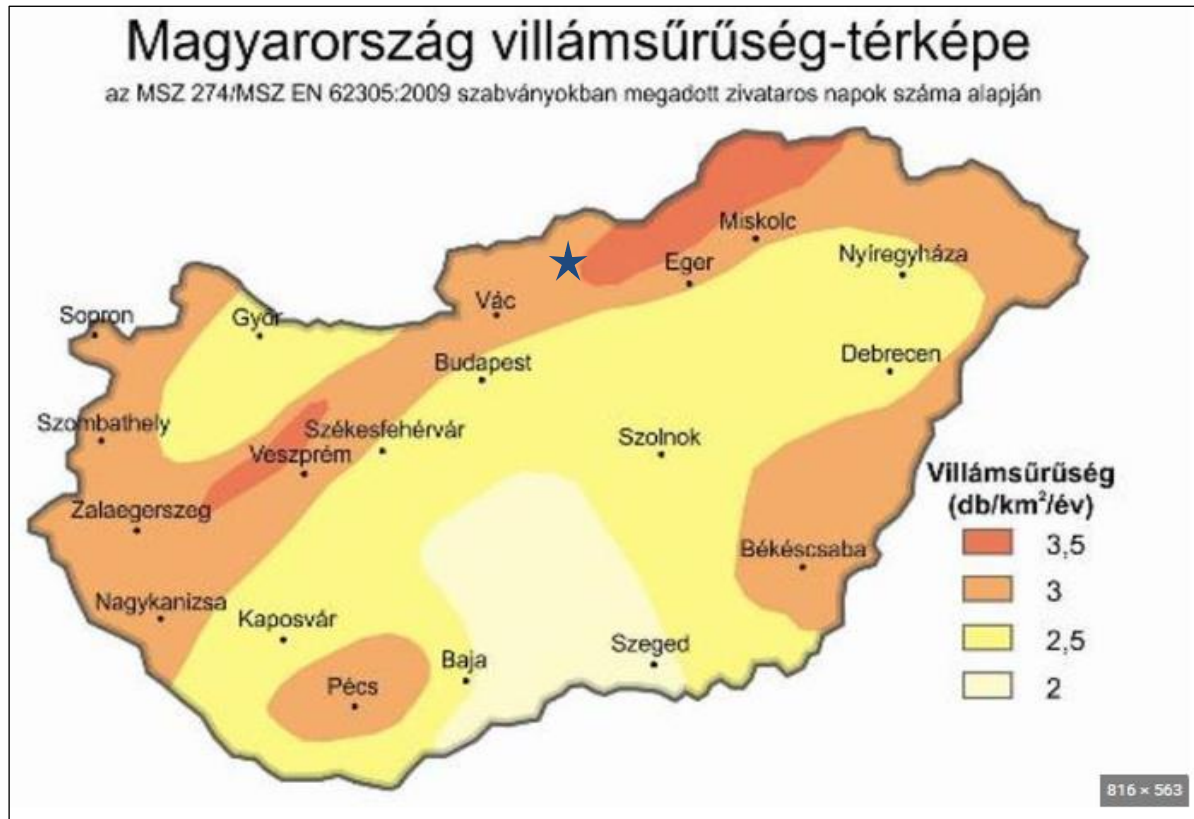 Magyarország villámsűrűség-térképe
az MSZ 274/MSZ EN 62305:2009 szabványokban megadott zivataros napok száma alapján
Miskolc
Eger
Nyíregyháza
Vác
Sopron
Győr
Budapest
Debrecen
Szombathely
Székesfehérvár
Veszprém
Szolnok
Zalaegerszeg
Békéscsaba
Nagykanizsa
Kaposvár
Baja
Szeged
Pécs
Villámsűrűség
(db/km²/év)
3,5
3
2,5
2
816 × 563